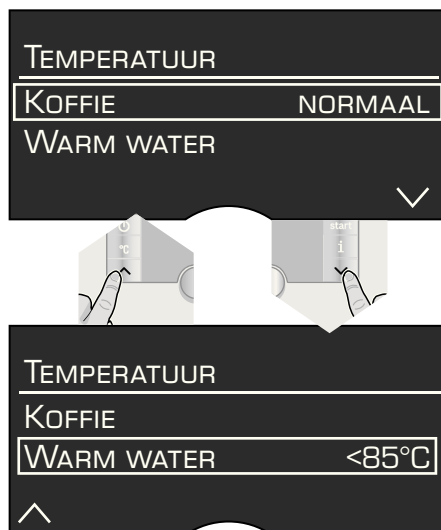 Temperatuur
Koffie normaal
Warm water
°C
start
i
Temperatuur
Koffie
Warm water <85°C